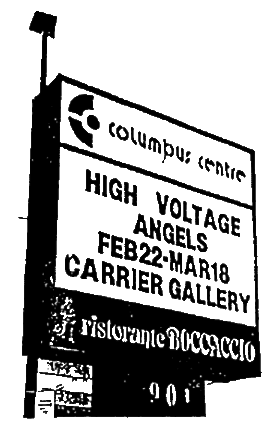 columbus centre
HIGH VOLTAGE
ANGELS
FEB22-MAR18
CARRIER GALLERY
ristorante BOCCACCIO
901